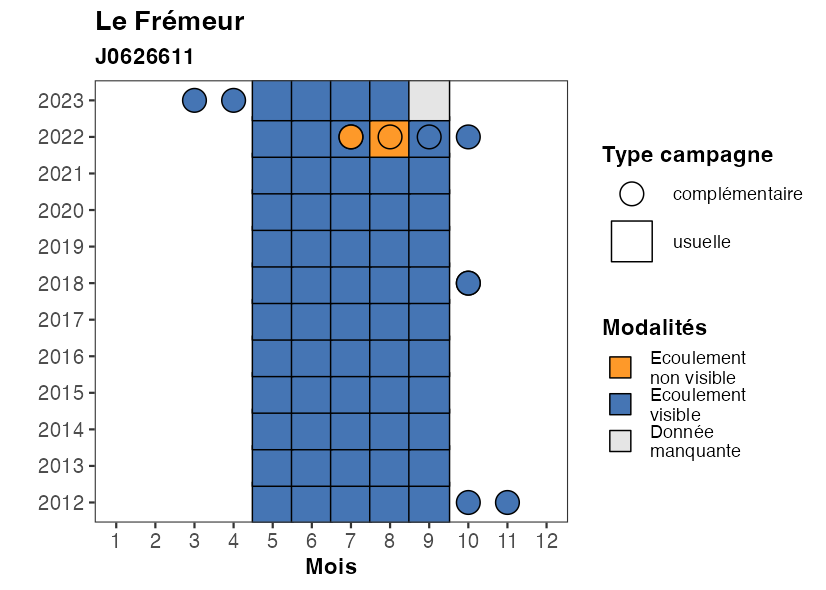 Le Frémeur
J0626611
2023
2022
2021
2020
2019
2018
2017
2016
2015
2014
2013
2012
1 2 3 4 5 6 7 8 9 10 11 12
Mois
Type campagne
complémentaire
usuelle
Modalités
Ecoulement
non visible
Ecoulement
visible
Donnée
manquante